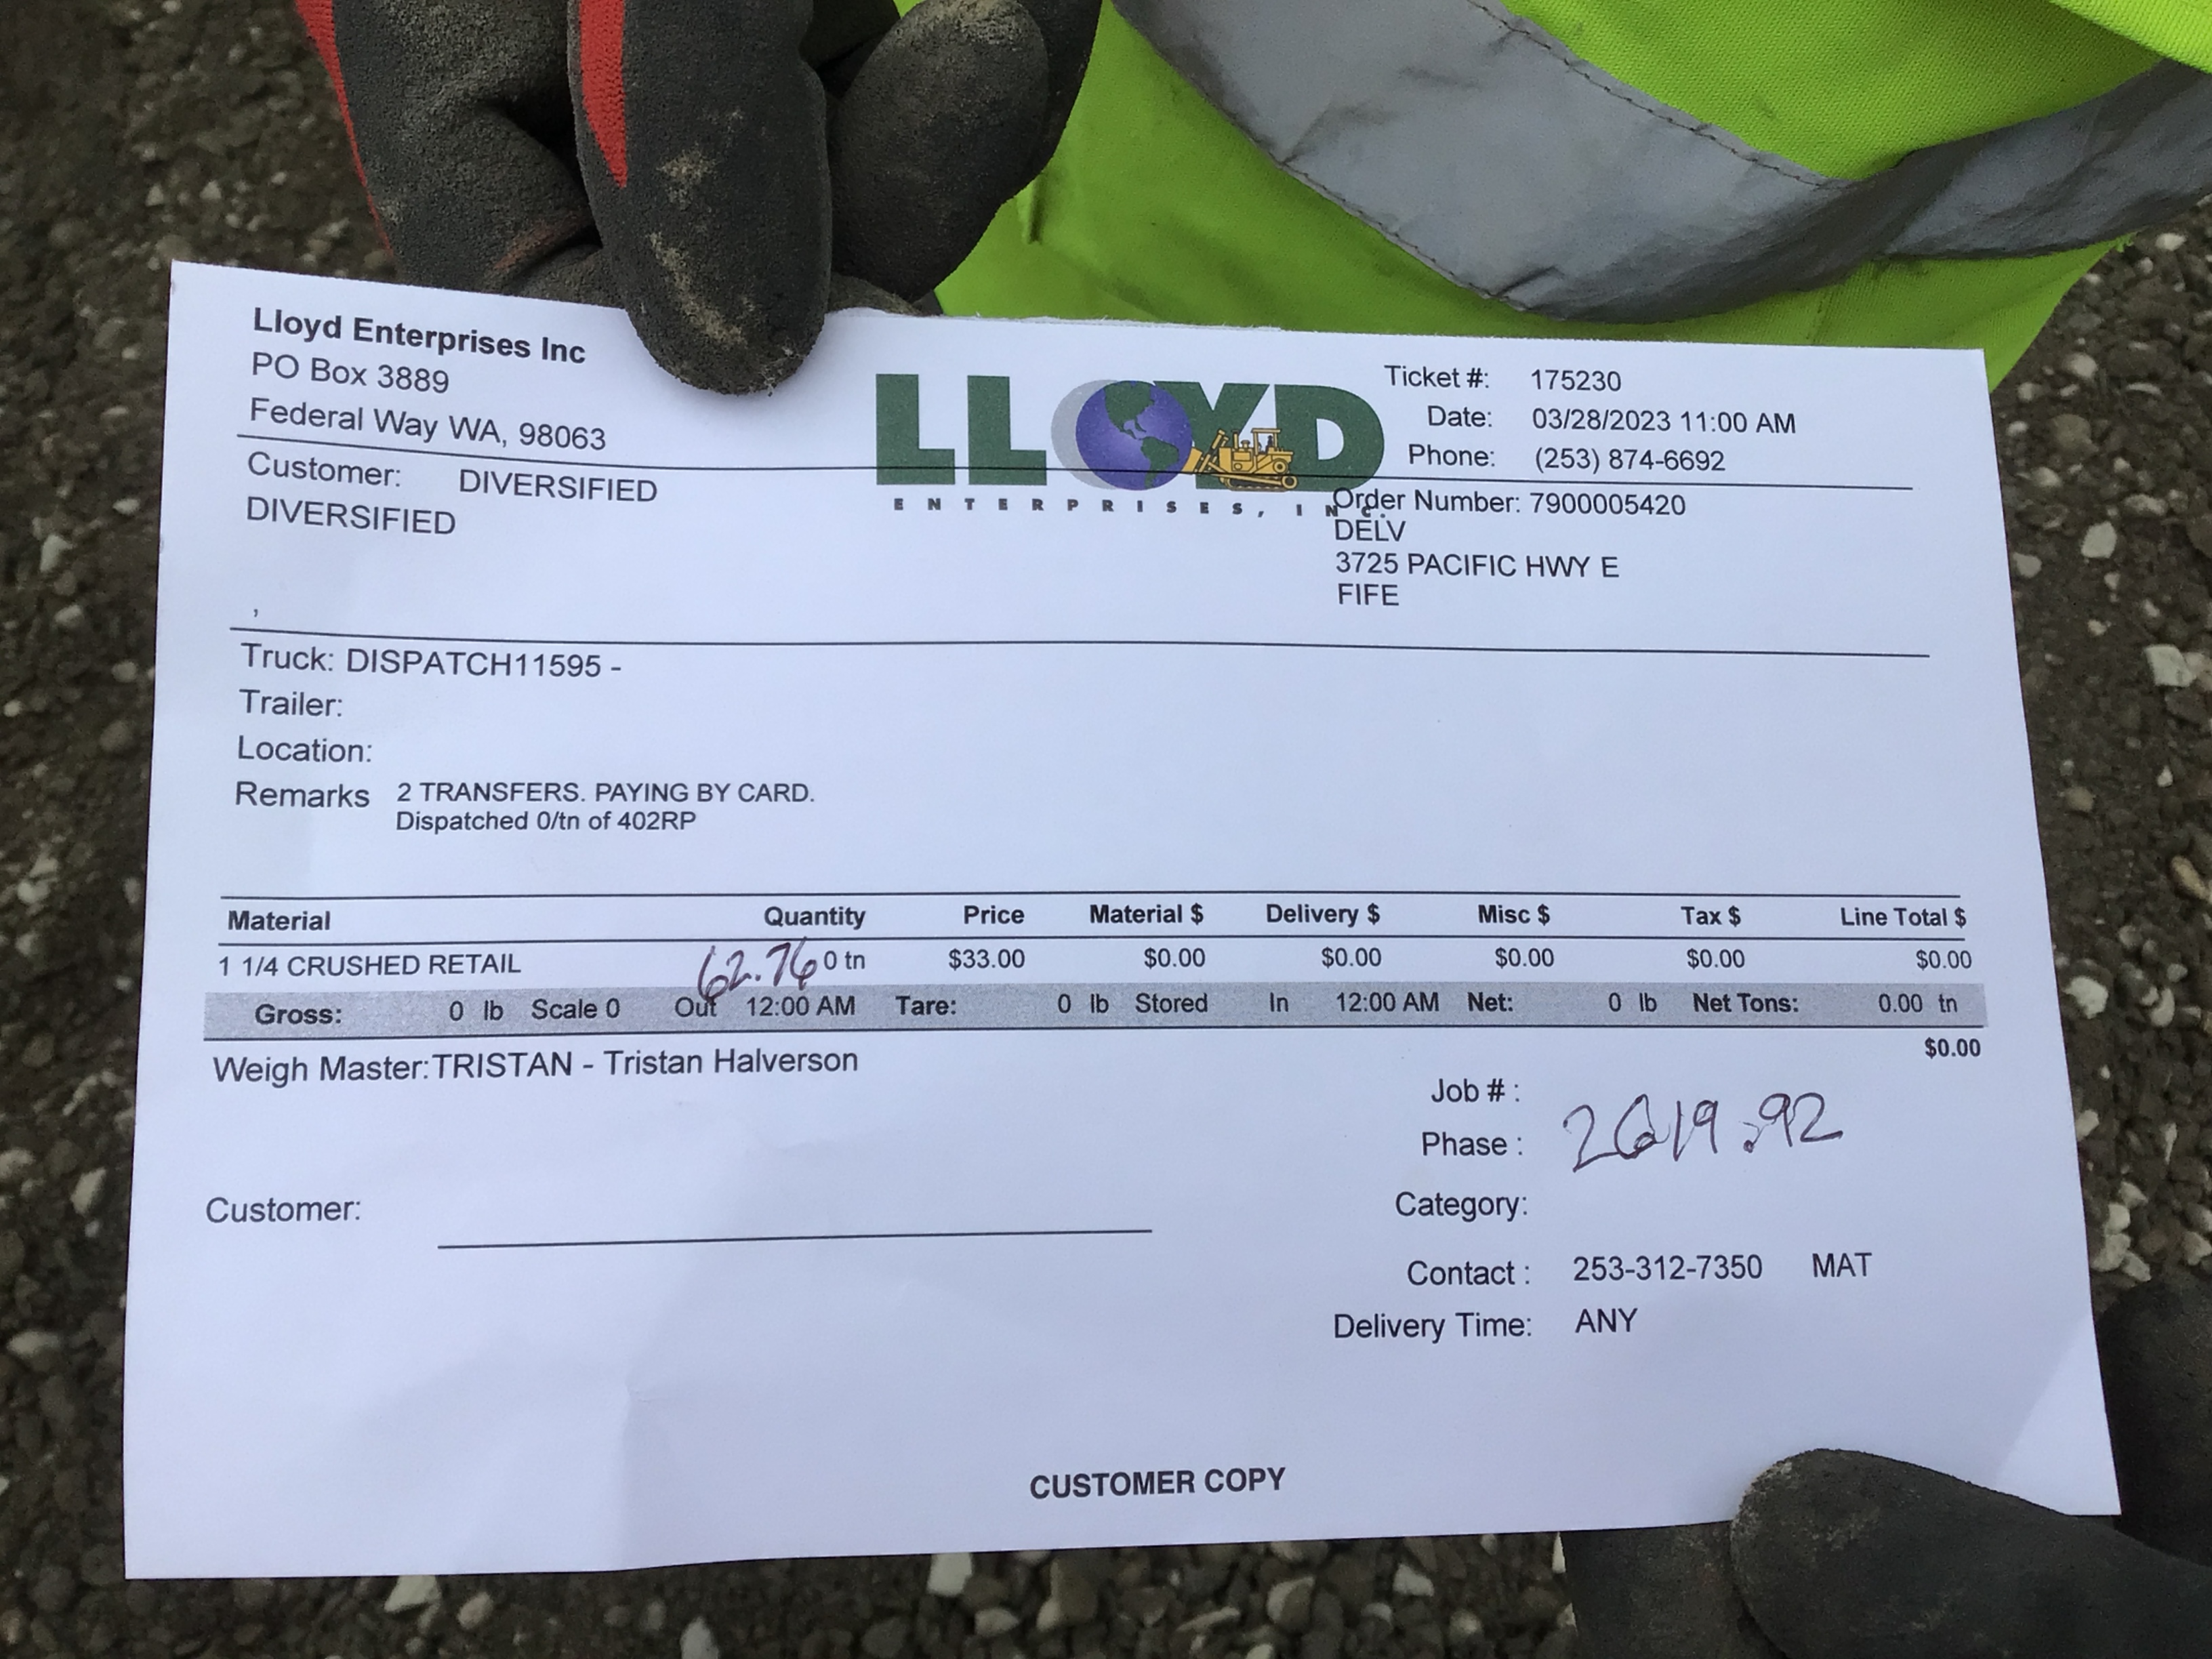 Lloyd Enterprises Inc
PO Box 3889
Federal Way WA, 98063
LLOYD
ENTERPRISES, INC.
Ticket #: 175230
Date: 03/28/2023 11:00 AM
Phone: (253) 874-6692
Customer: DIVERSIFIED
DIVERSIFIED
,
Order Number: 7900005420
DELV
3725 PACIFIC HWY E
FIFE
Truck: DISPATCH11595 -
Trailer:
Location:
Remarks 2 TRANSFERS. PAYING BY CARD.
Dispatched 0/tn of 402RP
Material Quantity Price Material $ Delivery $ Misc $ Tax $ Line Total $
1 1/4 CRUSHED RETAIL 62.76 0 tn $33.00 $0.00 $0.00 $0.00 $0.00 $0.00
Gross: 0 lb Scale 0 Out 12:00 AM Tare: 0 lb Stored In 12:00 AM Net: 0 lb Net Tons: 0.00 tn
$0.00
Weigh Master:TRISTAN - Tristan Halverson
Job # :
Phase : 2619.92
Category:
Customer:
Contact : 253-312-7350 MAT
Delivery Time: ANY
CUSTOMER COPY